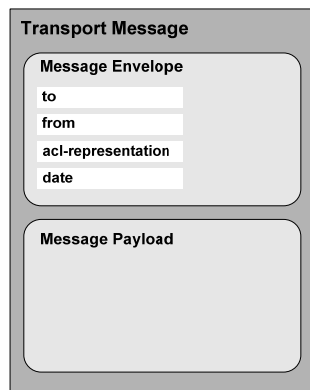 Transport Message
Message Envelope
to
from
acl-representation
date
Message Payload